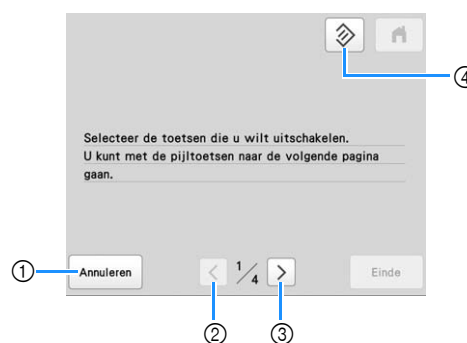 ④
Selecteer de toetsen die u wilt uitschakelen.
U kunt met de pijltoetsen naar de volgende pagina
gaan.
① Annuleren < 1/4 > Einde
② ③